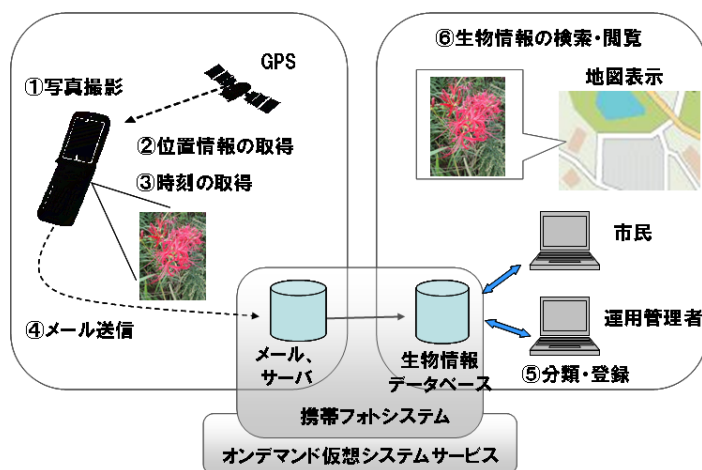 GPS
①写真撮影
②位置情報の取得
③時刻の取得
④メール送信
メール、
サーバ
⑥生物情報の検索・閲覧
地図表示
市民
運用管理者
⑤分類・登録
生物情報
データベース
携帯フォトシステム
オンデマンド仮想システムサービス